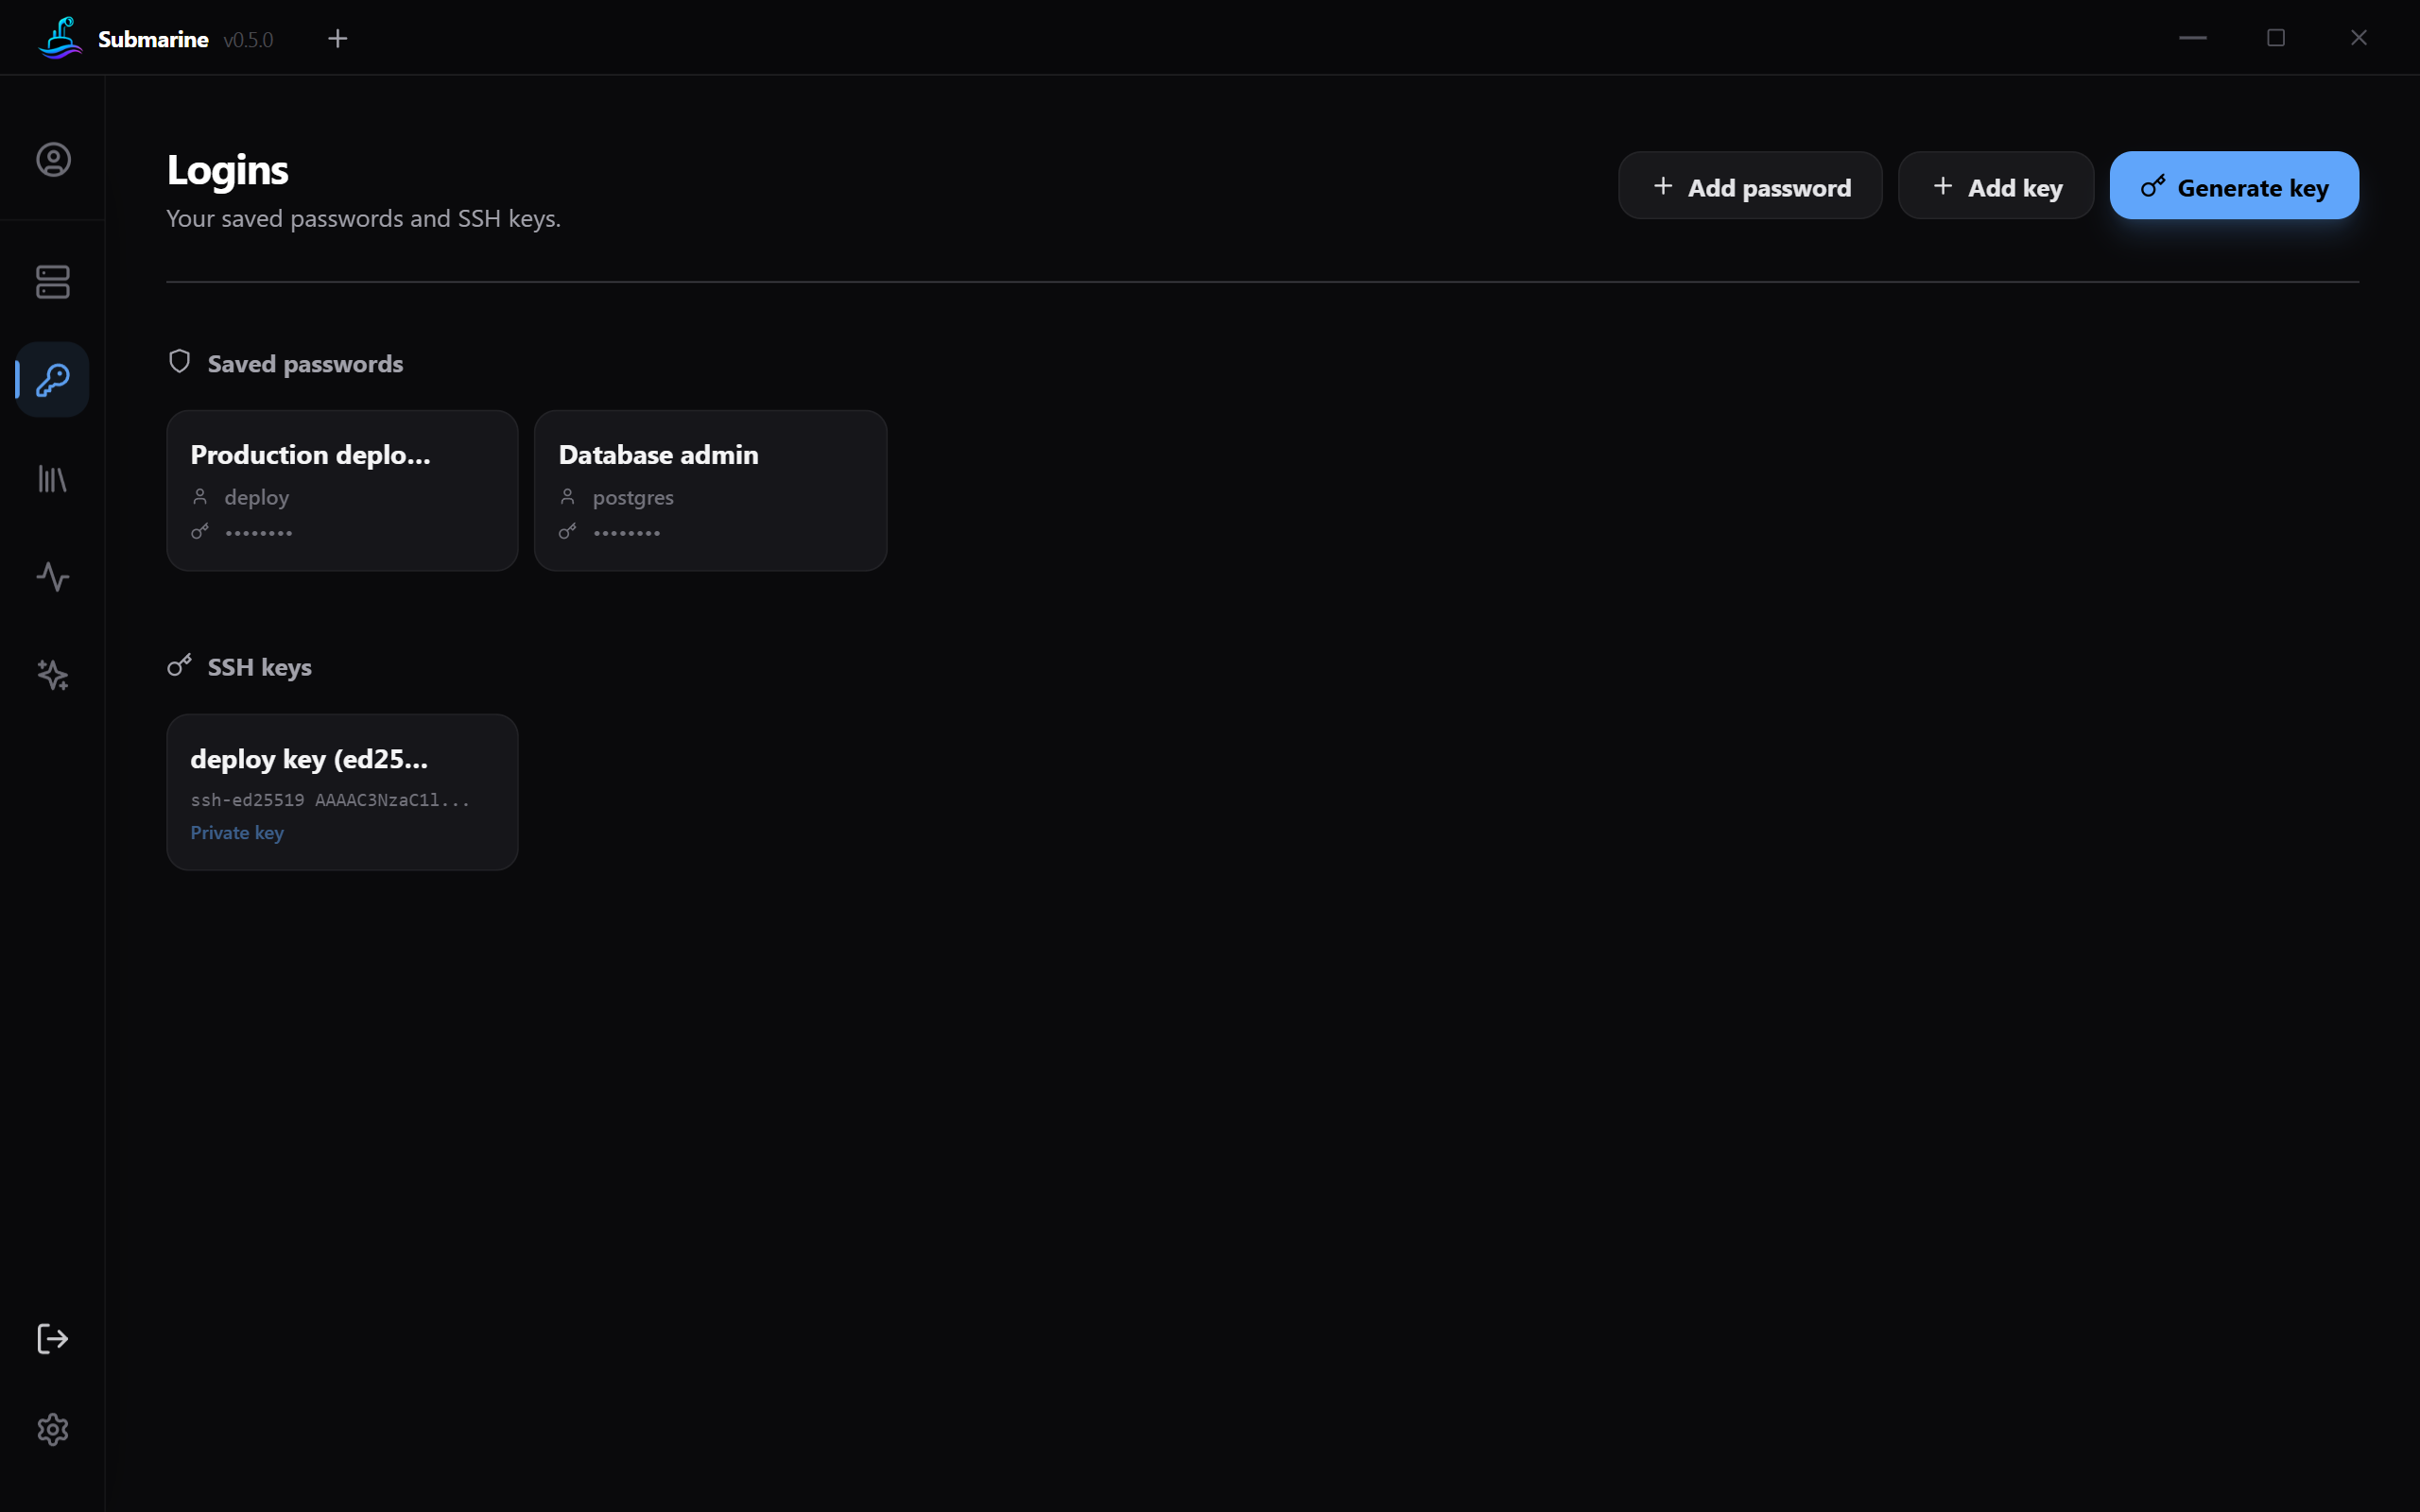 Submarine v0.5.0
Logins
Your saved passwords and SSH keys.
Add password
Add key
Generate key
Saved passwords
Production deplo...
deploy
••••••••
Database admin
postgres
••••••••
SSH keys
deploy key (ed25...
ssh-ed25519 AAAAC3NzaC1l...
Private key